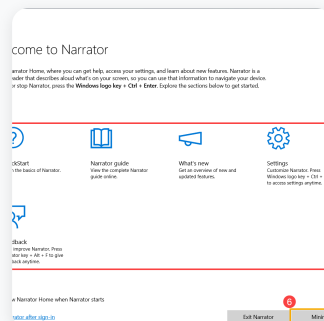 come to Narrator
arrator Home, where you can get help, access your settings, and learn about new features. Narrator is a
eader that describes aloud what's on your screen, so you can use that information to navigate your device.
or stop Narrator, press the Windows logo key + Ctrl + Enter. Explore the sections below to get started.
ckStart
n the basics of Narrator.
Narrator guide
View the complete Narrator
guide online.
What's new
Get an overview of new and
updated features.
Settings
Customize Narrator. Press
Windows logo key + Ctrl +
to access settings anytime.
dback
improve Narrator. Press
ator key + Alt + F to give
back anytime.
w Narrator Home when Narrator starts
6
rator after sign-in
Exit Narrator
Mini